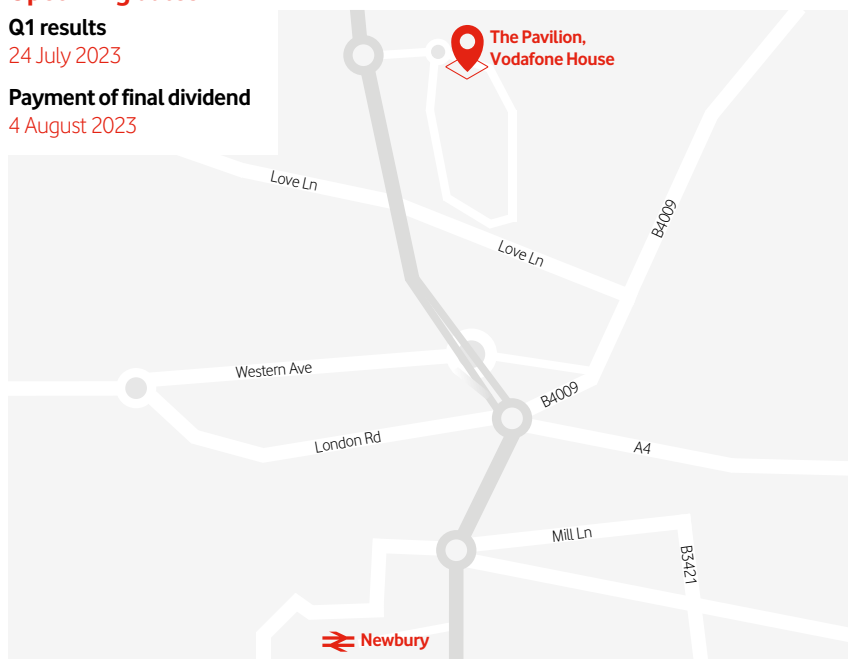 Q1 results
24 July 2023
Payment of final dividend
4 August 2023
The Pavilion,
Vodafone House
Love Ln
B4009
Love Ln
Western Ave
B4009
London Rd
A4
Mill Ln
B3421
Newbury